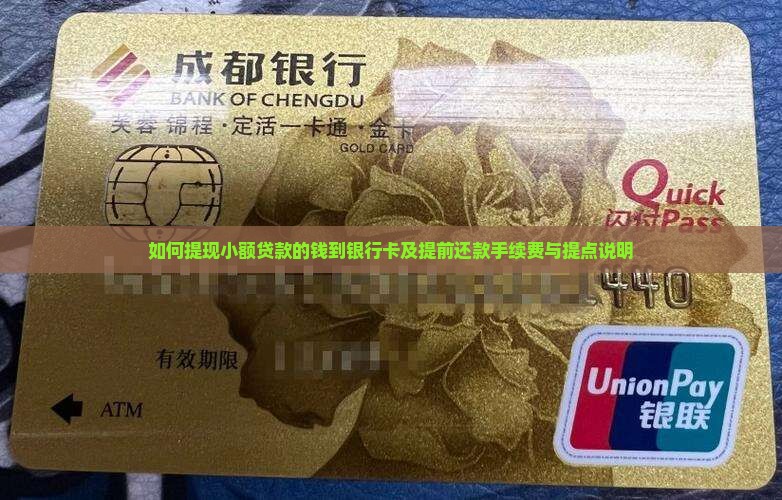 成都银行
BANK OF CHENGDU
芙蓉 锦程·定活一卡通·金卡
GOLD CARD
Quick
闪付Pass
如何提现小额贷款的钱到银行卡及提前还款手续费与提点说明
1440
有效期限
ATM
UnionPay
银联